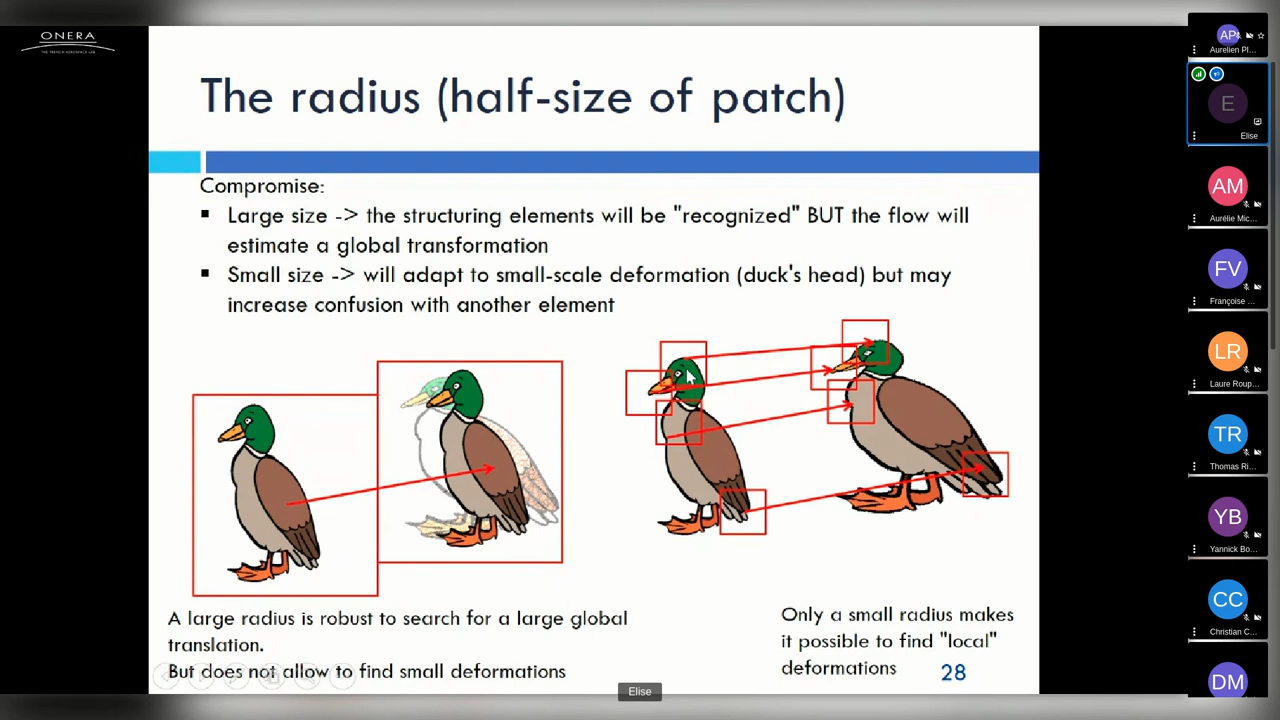 ONERA
THE FRENCH AEROSPACE LAB
The radius (half-size of patch)
Compromise:
▪ Large size -> the structuring elements will be "recognized" BUT the flow will
estimate a global transformation
▪ Small size -> will adapt to small-scale deformation (duck's head) but may
increase confusion with another element
A large radius is robust to search for a large global
translation.
But does not allow to find small deformations
Only a small radius makes
it possible to find "local"
deformations
28
Elise
AP
Aurelien Pl...
E
Elise
AM
Aurélie Mic...
FV
Françoise ...
LR
Laure Roup...
TR
Thomas Ri...
YB
Yannick Bo...
CC
Christian C...
DM